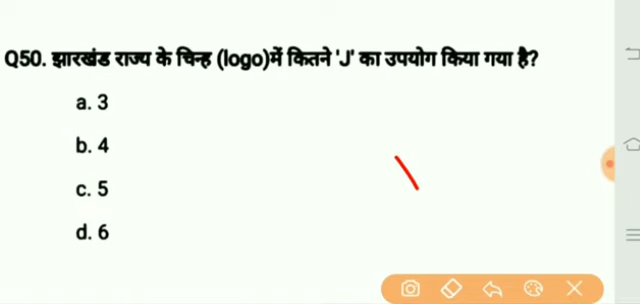 Q50. झारखंड राज्य के चिन्ह (logo)में कितने 'J' का उपयोग किया गया है?
a. 3
b. 4
c. 5
d. 6